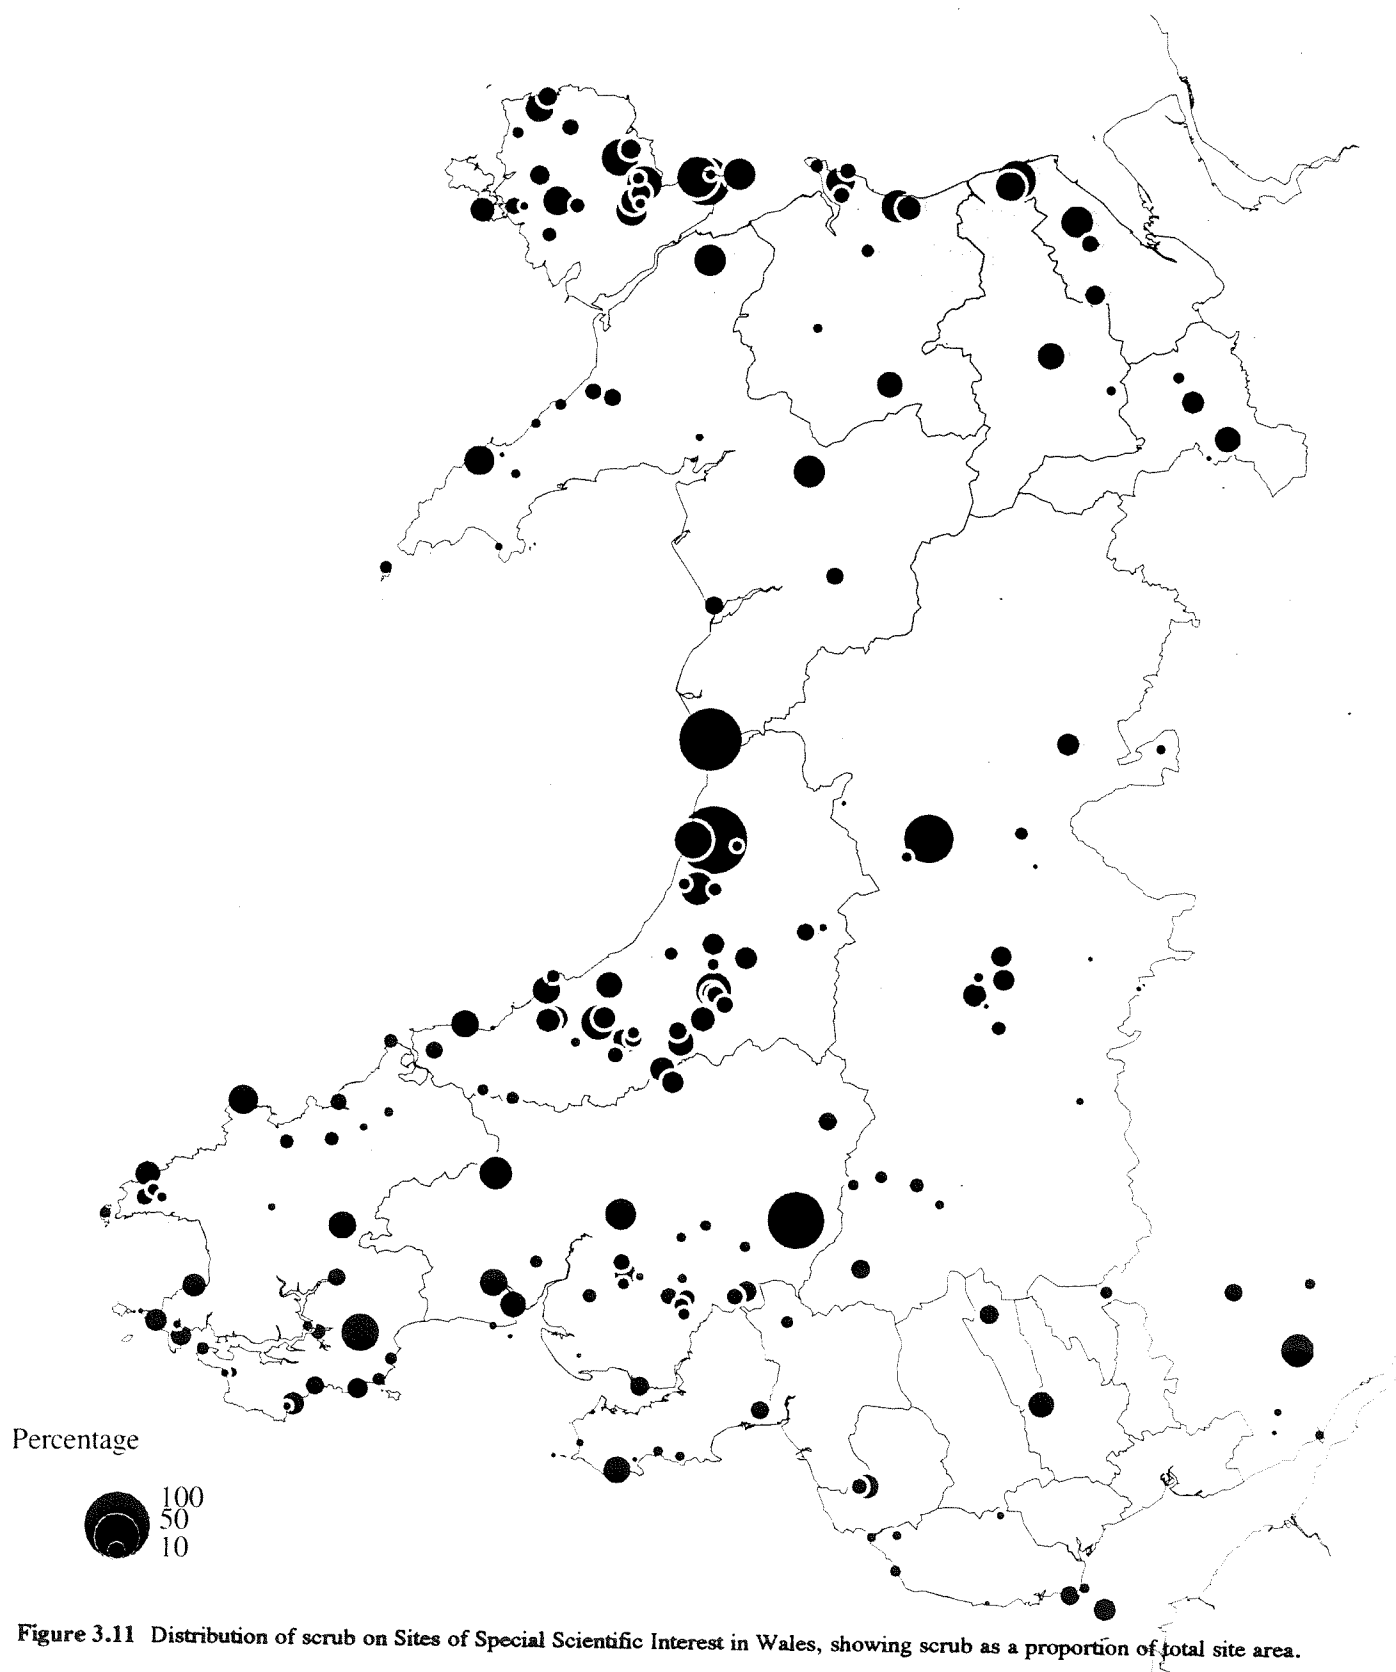 Percentage
100
50
10
Figure 3.11 Distribution of scrub on Sites of Special Scientific Interest in Wales, showing scrub as a proportion of total site area.